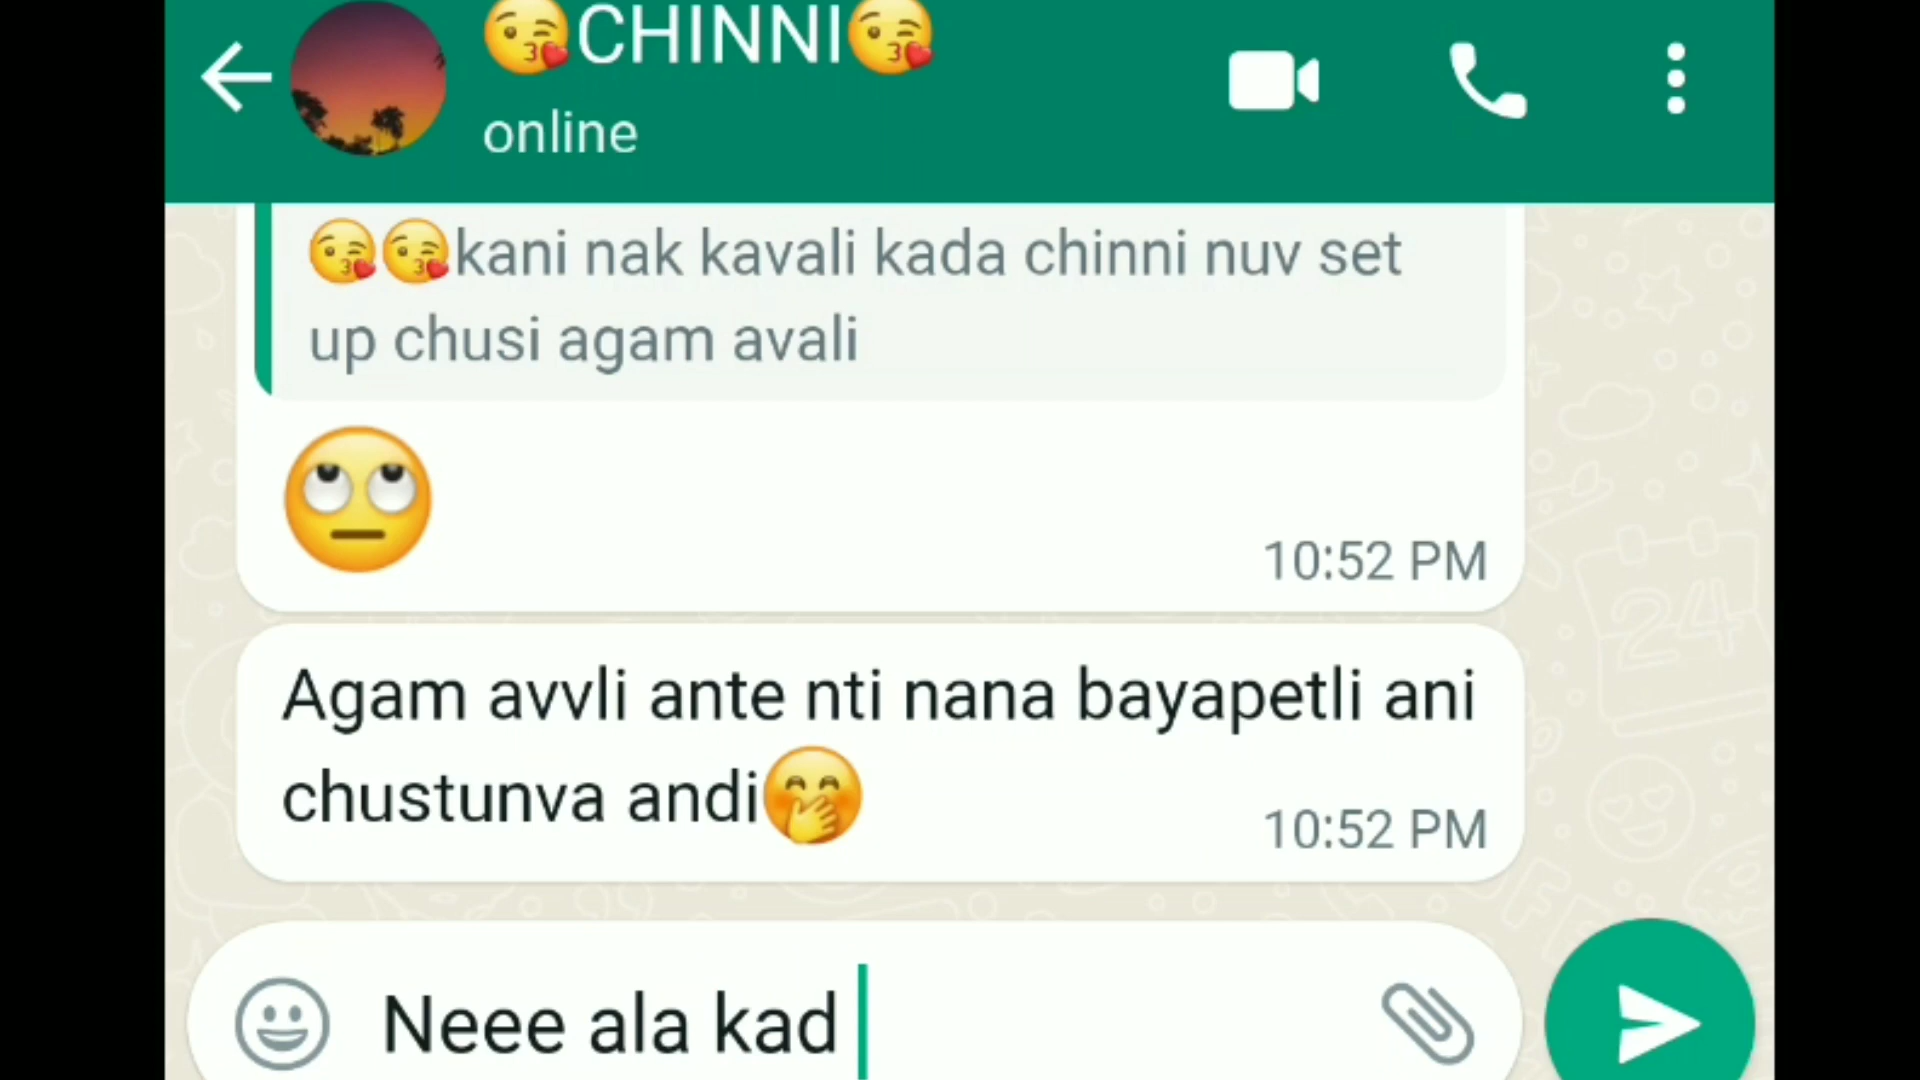 😘CHINNI😘
online
😘😘kani nak kavali kada chinni nuv set
up chusi agam avali
🙄
10:52 PM
Agam avvli ante nti nana bayapetli ani
chustunva andi🤭
10:52 PM
Neee ala kad